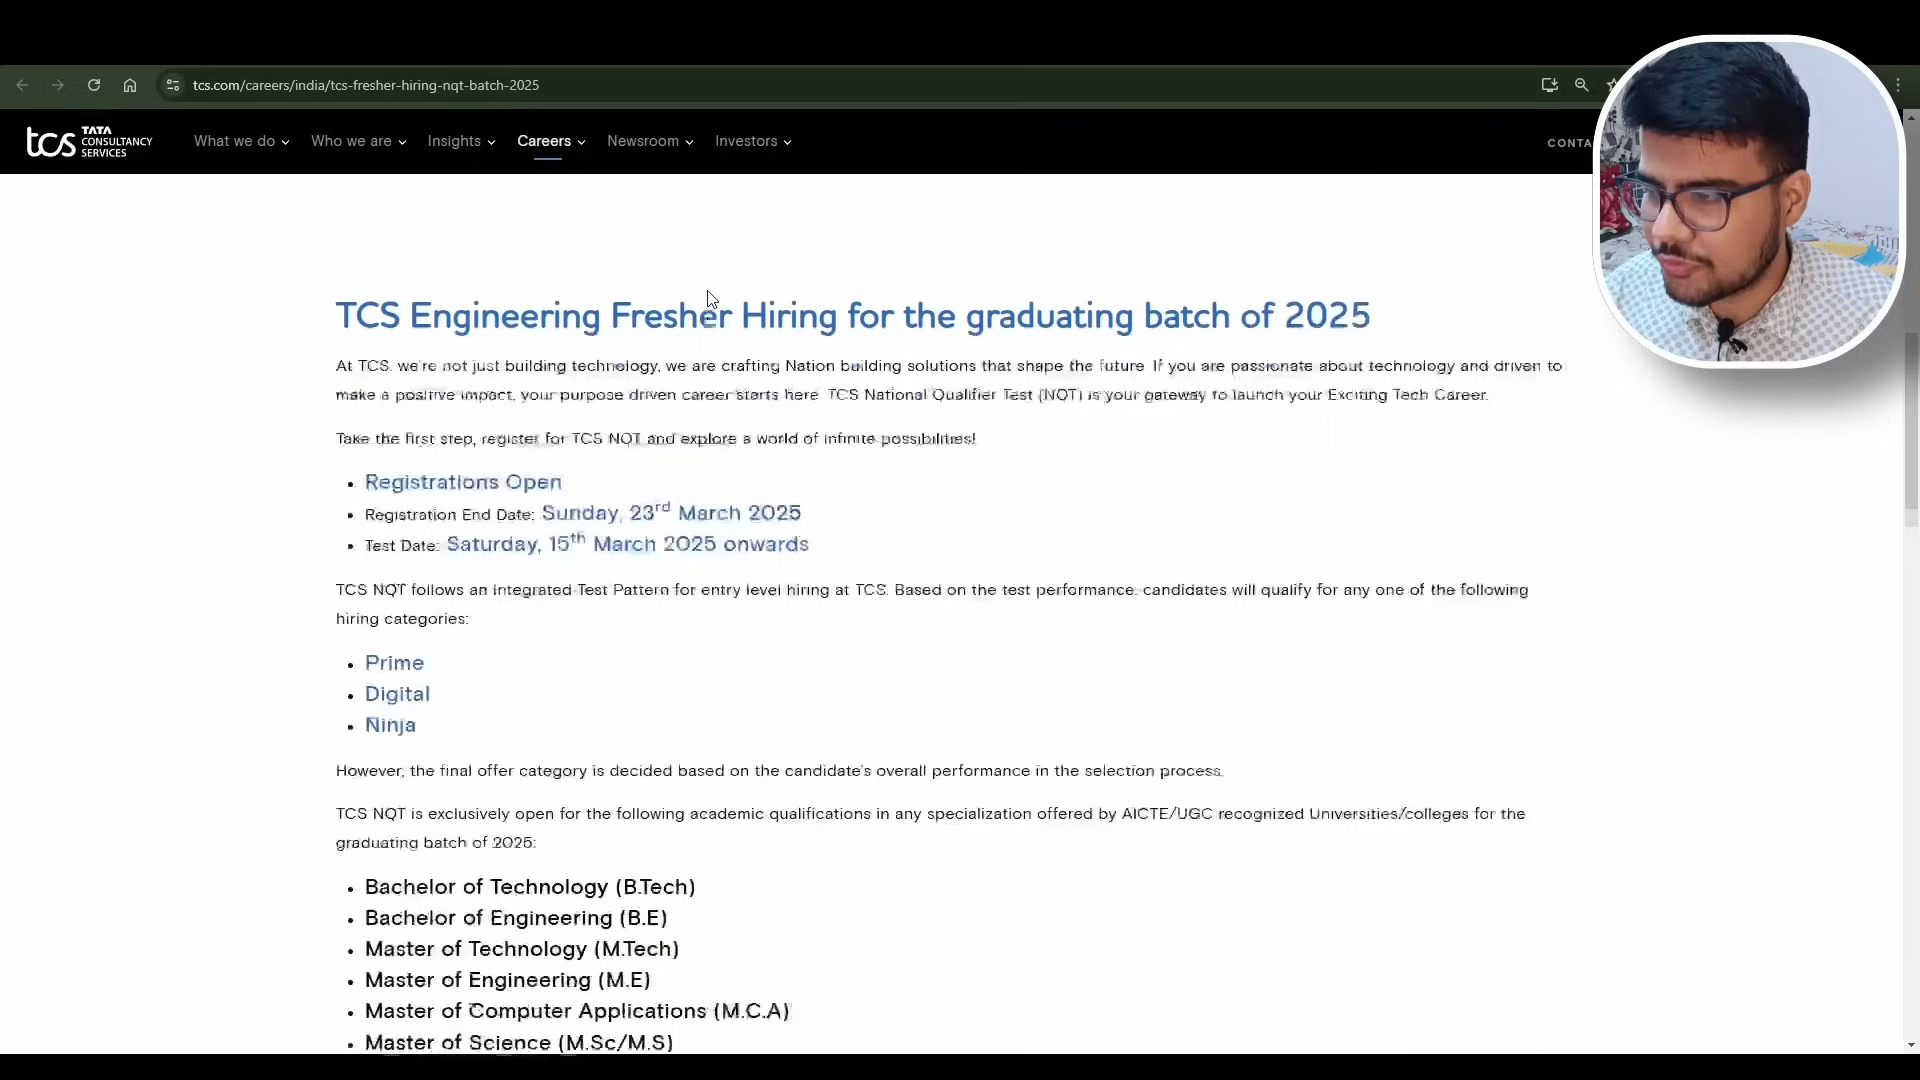 tcs.com/careers/india/tcs-fresher-hiring-nqt-batch-2025
tcs TATA CONSULTANCY SERVICES
What we do Who we are Insights Careers Newsroom Investors CONTA
TCS Engineering Fresher Hiring for the graduating batch of 2025
At TCS, we're not just building technology, we are crafting Nation building solutions that shape the future If you are passionate about technology and driven to
make a positive impact, your purpose driven career starts here TCS National Qualifier Test (NQT) is your gateway to launch your Exciting Tech Career.
Take the first step, register for TCS NQT and explore a world of infinite possibilities!
• Registrations Open
• Registration End Date: Sunday, 23rd March 2025
• Test Date: Saturday, 15th March 2025 onwards
TCS NQT follows an Integrated Test Pattern for entry level hiring at TCS. Based on the test performance candidates will qualify for any one of the following
hiring categories:
• Prime
• Digital
• Ninja
However, the final offer category is decided based on the candidate's overall performance in the selection process.
TCS NQT is exclusively open for the following academic qualifications in any specialization offered by AICTE/UGC recognized Universities/colleges for the
graduating batch of 2025:
• Bachelor of Technology (B.Tech)
• Bachelor of Engineering (B.E)
• Master of Technology (M.Tech)
• Master of Engineering (M.E)
• Master of Computer Applications (M.C.A)
• Master of Science (M.Sc/M.S)